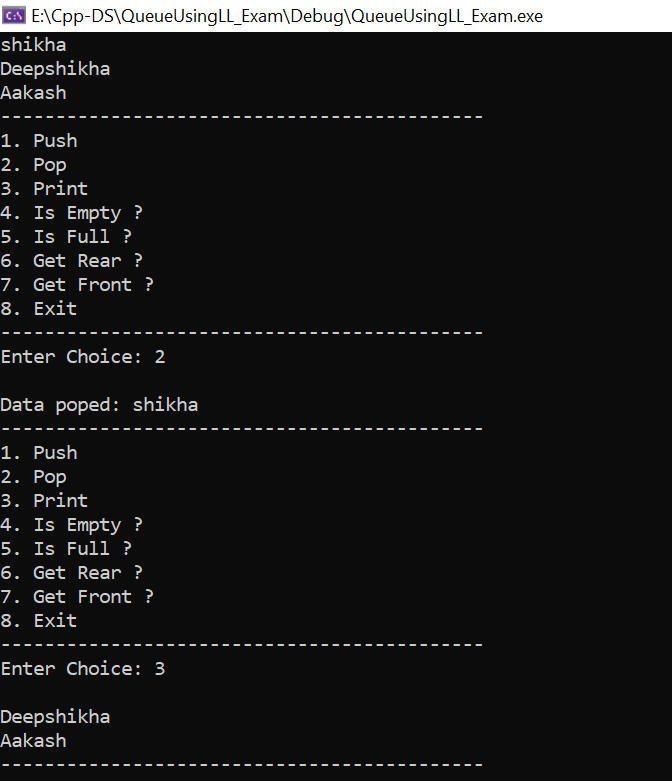 C:\ E:\Cpp-DS\QueueUsingLL_Exam\Debug\QueueUsingLL_Exam.exe
shikha
Deepshikha
Aakash
--------------------------------------------
1. Push
2. Pop
3. Print
4. Is Empty ?
5. Is Full ?
6. Get Rear ?
7. Get Front ?
8. Exit
--------------------------------------------
Enter Choice: 2
Data poped: shikha
--------------------------------------------
1. Push
2. Pop
3. Print
4. Is Empty ?
5. Is Full ?
6. Get Rear ?
7. Get Front ?
8. Exit
--------------------------------------------
Enter Choice: 3
Deepshikha
Aakash
--------------------------------------------